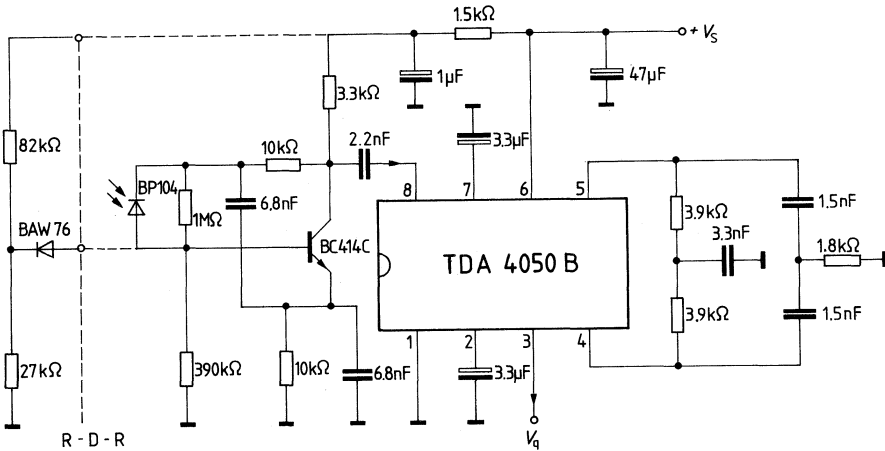 1.5kΩ
+ Vs
1µF
47µF
3.3kΩ
82kΩ
10kΩ
2.2nF
3.3µF
BP104
1MΩ
6.8nF
8 7 6 5
3.9kΩ
1.5nF
BAW 76
BC414C
3.3nF
1.8kΩ
TDA 4050 B
3.9kΩ
1.5nF
1 2 3 4
27kΩ
390kΩ
10kΩ
6.8nF
3.3µF
R - D - R
Vq